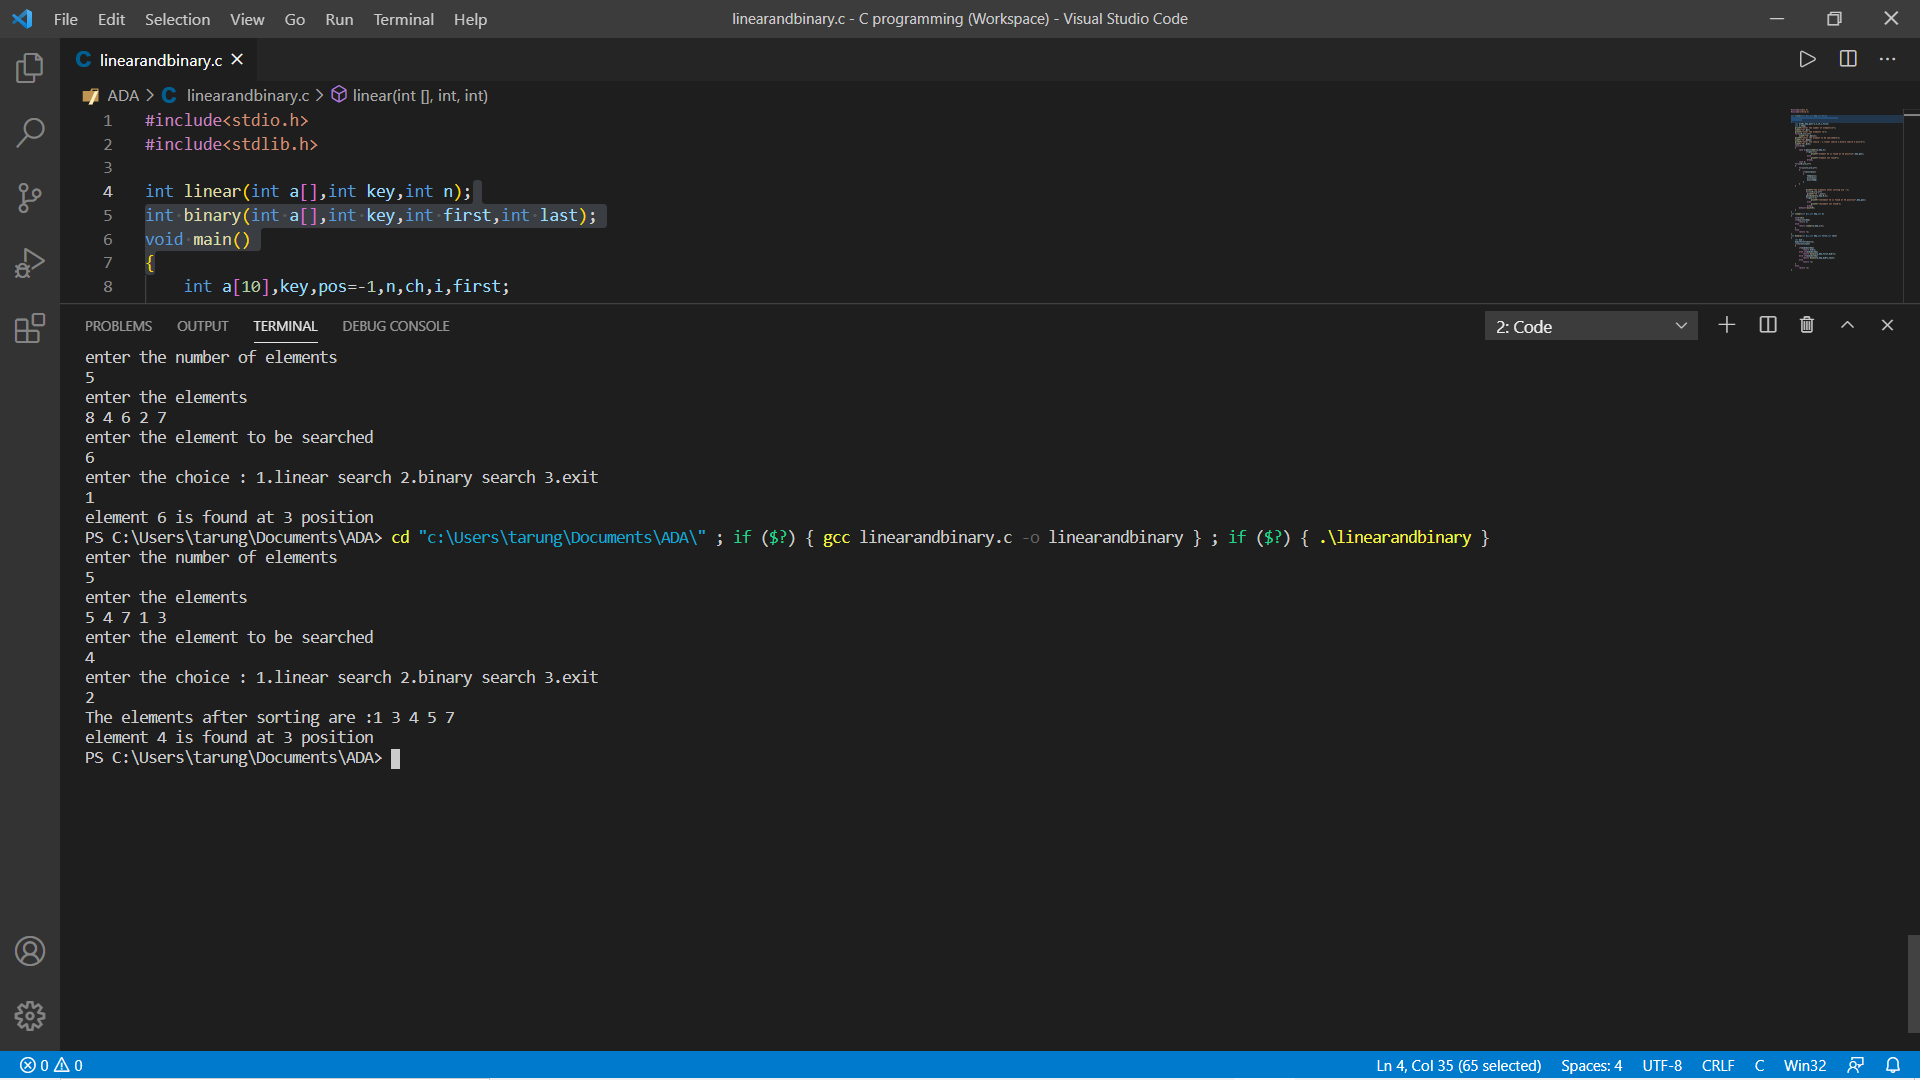 File Edit Selection View Go Run Terminal Help
linearandbinary.c - C programming (Workspace) - Visual Studio Code
C linearandbinary.c
ADA > C linearandbinary.c > linear(int [], int, int)
1 #include<stdio.h>
2 #include<stdlib.h>
3
4 int linear(int a[],int key,int n);
5 int binary(int a[],int key,int first,int last);
6 void main()
7 {
8 int a[10],key,pos=-1,n,ch,i,first;
PROBLEMS OUTPUT TERMINAL DEBUG CONSOLE
2: Code
enter the number of elements
5
enter the elements
8 4 6 2 7
enter the element to be searched
6
enter the choice : 1.linear search 2.binary search 3.exit
1
element 6 is found at 3 position
PS C:\Users\tarung\Documents\ADA> cd "c:\Users\tarung\Documents\ADA\" ; if ($?) { gcc linearandbinary.c -o linearandbinary } ; if ($?) { .\linearandbinary }
enter the number of elements
5
enter the elements
5 4 7 1 3
enter the element to be searched
4
enter the choice : 1.linear search 2.binary search 3.exit
2
The elements after sorting are :1 3 4 5 7
element 4 is found at 3 position
PS C:\Users\tarung\Documents\ADA>
0 0
Ln 4, Col 35 (65 selected) Spaces: 4 UTF-8 CRLF C Win32